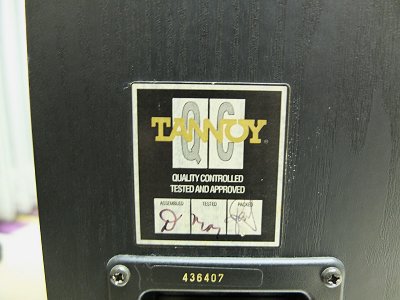 QC
TANNOY®
QUALITY CONTROLLED
TESTED AND APPROVED
ASSEMBLED TESTED PACKED
436407